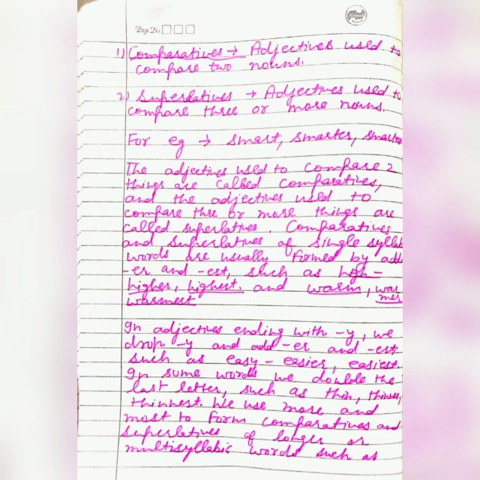 Page No.
1) Comparatives → Adjectives used to
compare two nouns.
2) Superlatives → Adjectives used to
compare three or more nouns.
For eg → smart, smarter, smartes
The adjectives used to compare 2
things are called comparatives,
and the adjectives used to
compare three or more things are
called superlatives. Comparatives
and superlatives of single syllab
words are usually formed by add
-er and -est, such as high-
higher, highest. and warm, war
mer
warmest
In adjectives ending with -y, we
drop -y and add -er and -est
such as easy - easier, easiest.
In some words we double the
last letter, such as thin, thinner,
thinnest. We use more and
most to form comparatives and
superlatives of longer or
multisyllabic words such as